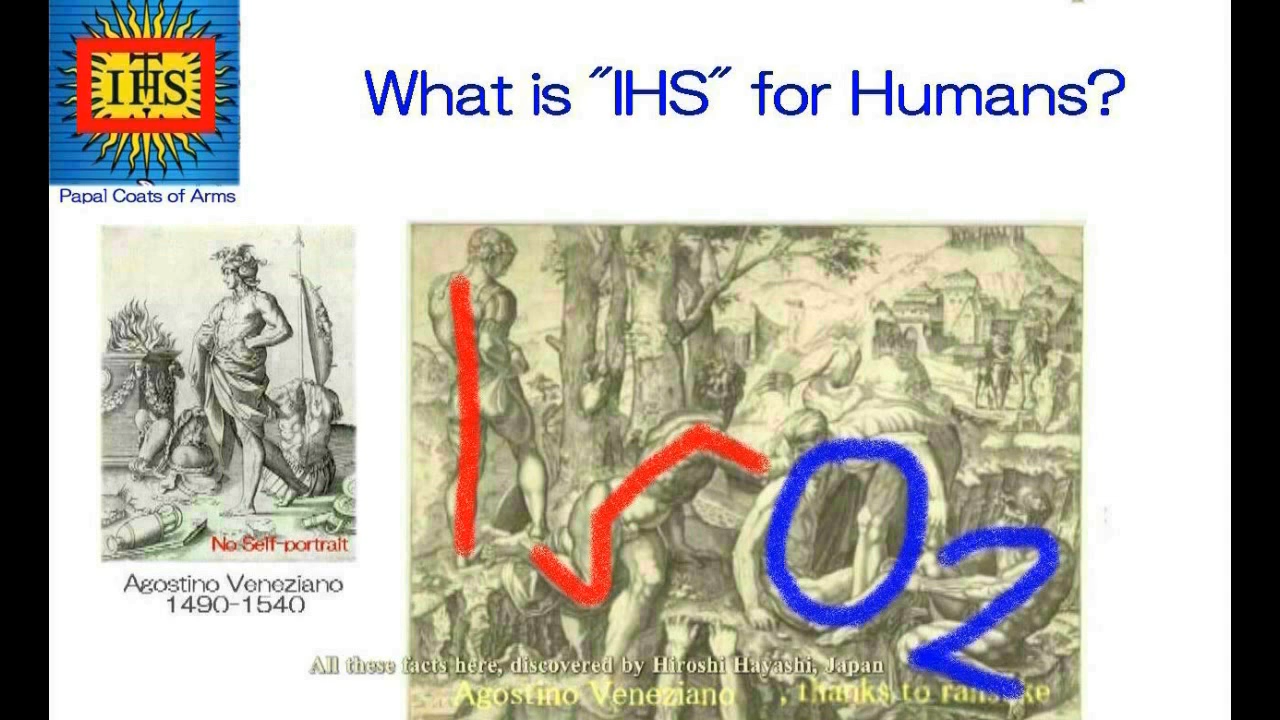 IHS
What is "IHS" for Humans?
Papal Coats of Arms
No Self-portrait
Agostino Veneziano
1490-1540
I S O2
All these facts here, discovered by Hiroshi Hayashi, Japan
Agostino Veneziano , thanks to